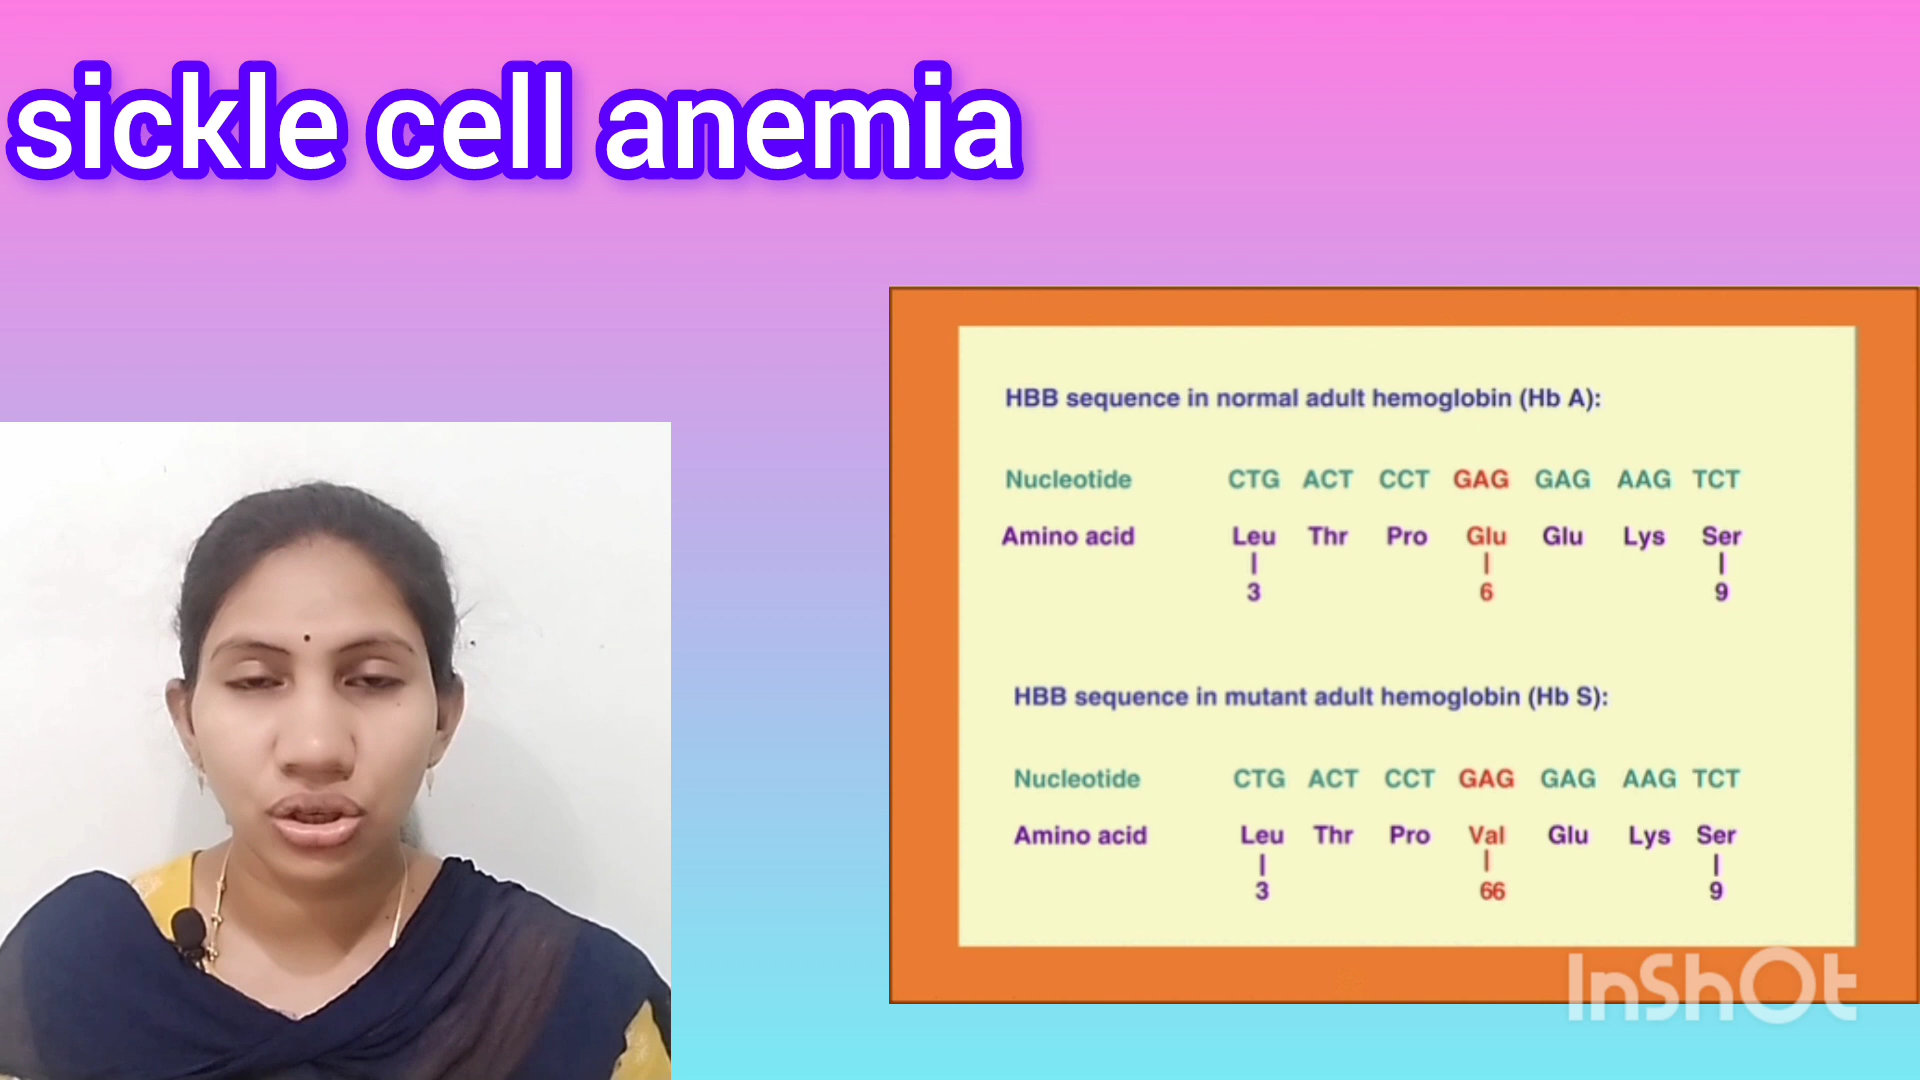 sickle cell anemia
HBB sequence in normal adult hemoglobin (Hb A):
Nucleotide CTG ACT CCT GAG GAG AAG TCT
Amino acid Leu Thr Pro Glu Glu Lys Ser
3 6 9
HBB sequence in mutant adult hemoglobin (Hb S):
Nucleotide CTG ACT CCT GAG GAG AAG TCT
Amino acid Leu Thr Pro Val Glu Lys Ser
3 66 9
InShOt